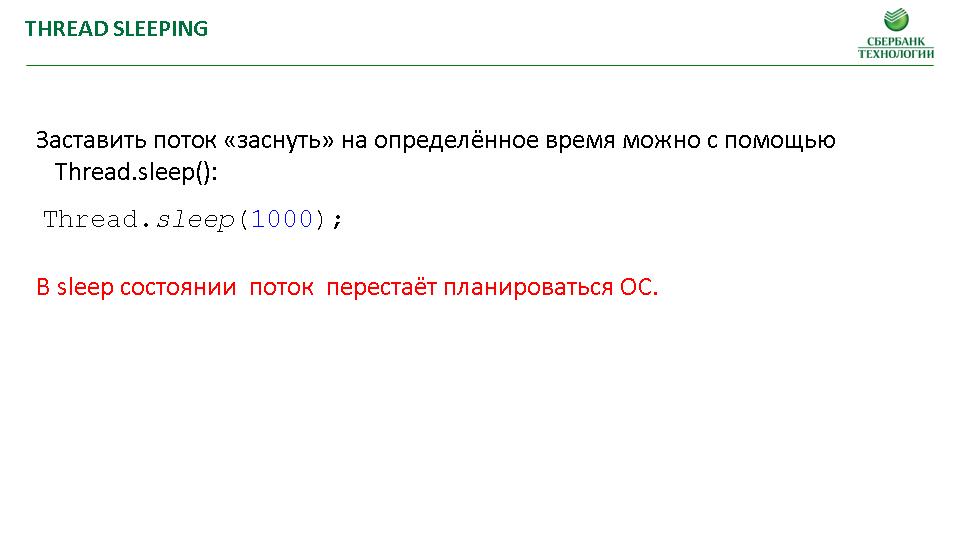 THREAD SLEEPING
СБЕРБАНК
ТЕХНОЛОГИИ
Заставить поток «заснуть» на определённое время можно с помощью
Thread.sleep():
Thread.sleep(1000);
В sleep состоянии поток перестаёт планироваться ОС.